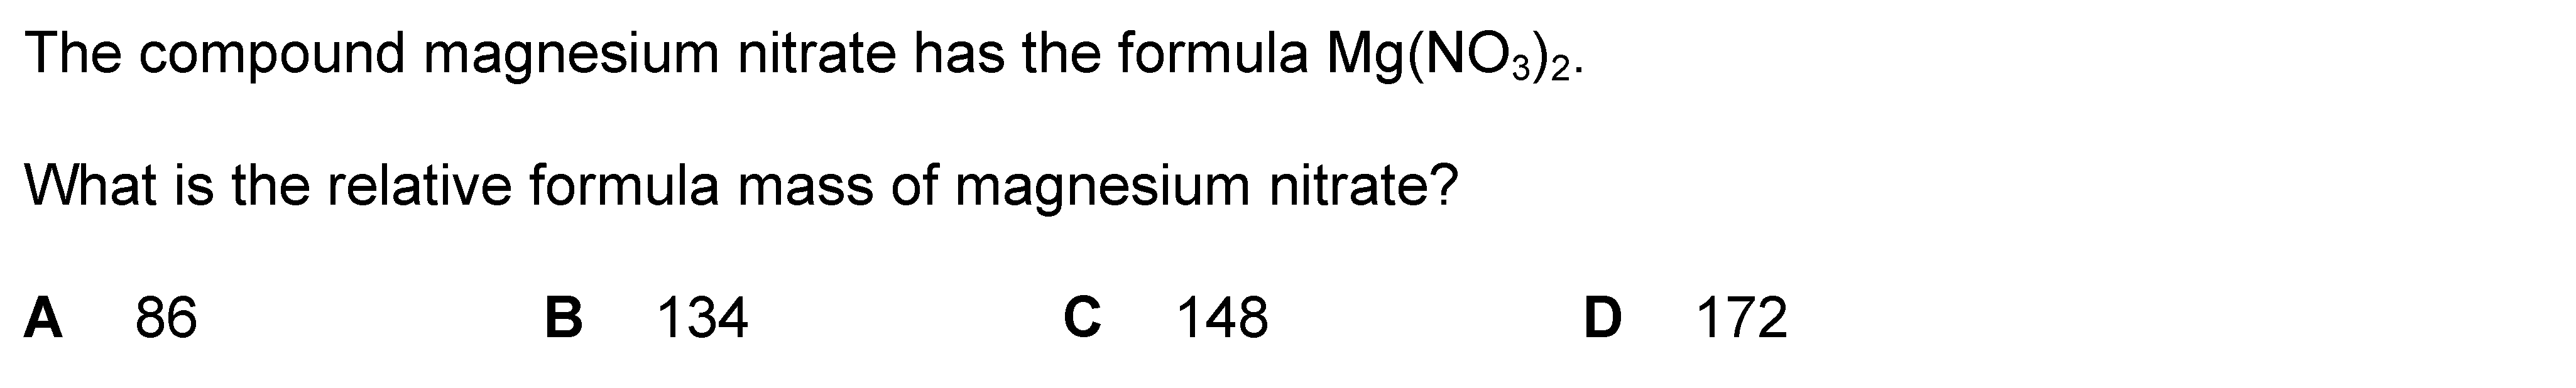 The compound magnesium nitrate has the formula Mg(NO₃)₂.
What is the relative formula mass of magnesium nitrate?
A 86 B 134 C 148 D 172